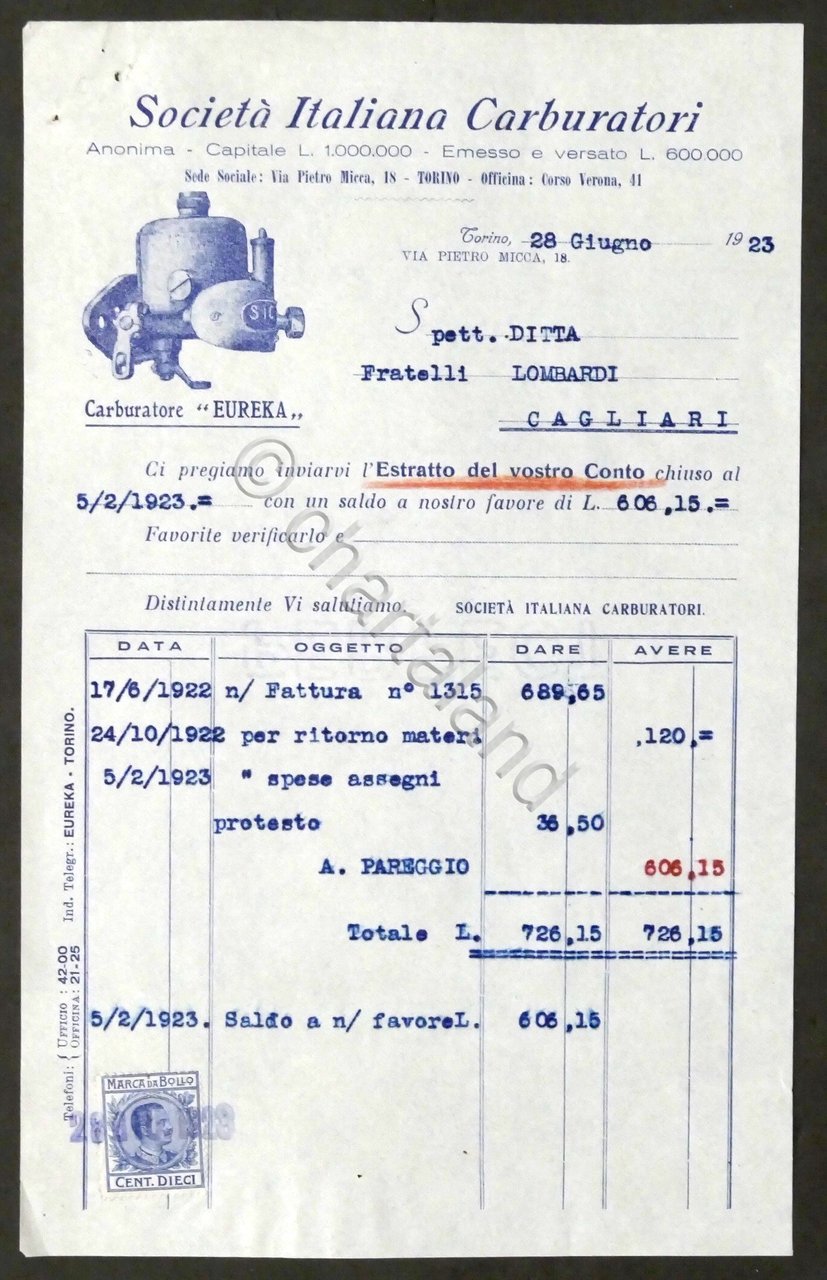 Società Italiana Carburatori
Anonima - Capitale L. 1.000.000 - Emesso e versato L. 600.000
Sede Sociale: Via Pietro Micca, 18 - TORINO - Officina: Corso Verona, 41
Torino, 28 Giugno 1923
VIA PIETRO MICCA, 18.
SIC
Spett. DITTA
Fratelli LOMBARDI
CAGLIARI
Carburatore "EUREKA„
Ci pregiamo inviarvi l'Estratto del vostro Conto chiuso al
5/2/1923.= con un saldo a nostro favore di L. 606,15.=
Favorite verificarlo e
Distintamente Vi salutiamo. SOCIETÀ ITALIANA CARBURATORI.
DATA OGGETTO DARE AVERE
17/6/1922 n/ Fattura n° 1315 689,65
24/10/1922 per ritorno materi ,120,=
5/2/1923 " spese assegni
protesto 36,50
A. PAREGGIO 606,15
Totale L. 726,15 726,15
5/2/1923. Saldo a n/ favoreL. 606,15
Telefoni: { UFFICIO : 42-00 Ind. Telegr.: EUREKA - TORINO.
OFFICINA: 21-25
MARCA DA BOLLO
CENT. DIECI
© chartaland